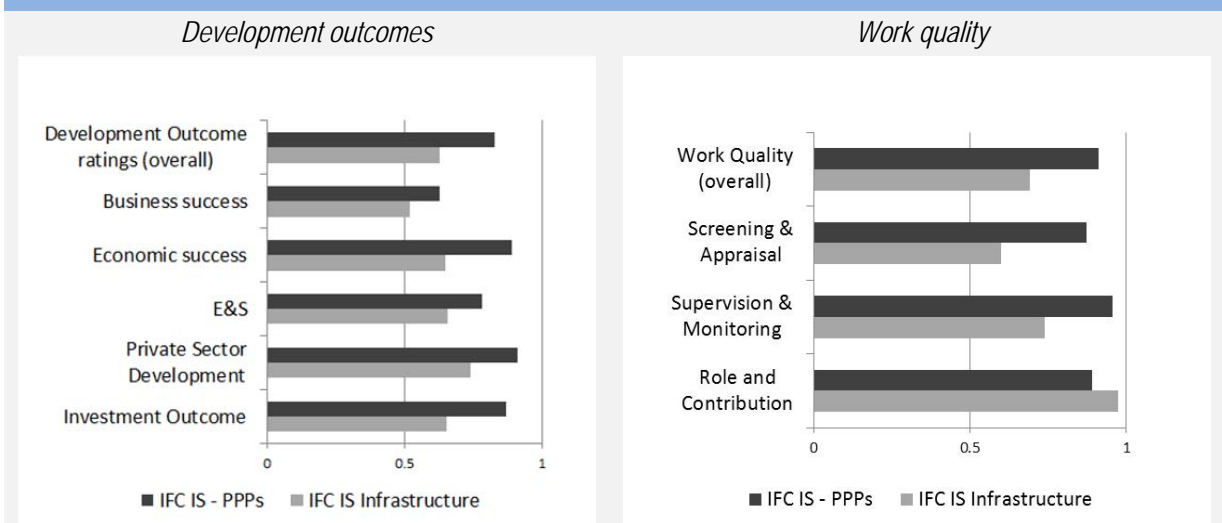 Development outcomes
Development Outcome
ratings (overall)
Business success
Economic success
E&S
Private Sector
Development
Investment Outcome
0 0.5 1
IFC IS - PPPs IFC IS Infrastructure
Work quality
Work Quality
(overall)
Screening &
Appraisal
Supervision &
Monitoring
Role and
Contribution
0 0.5 1
IFC IS - PPPs IFC IS Infrastructure